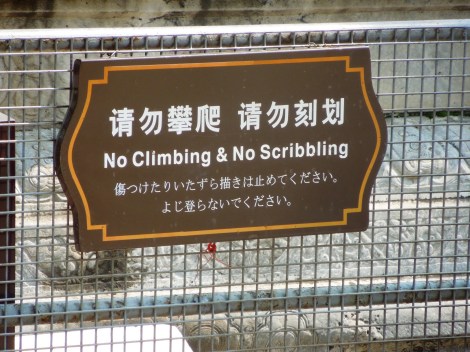 请勿攀爬 请勿刻划
No Climbing & No Scribbling
傷つけたりいたずら描きは止めてください。
よじ登らないでください。